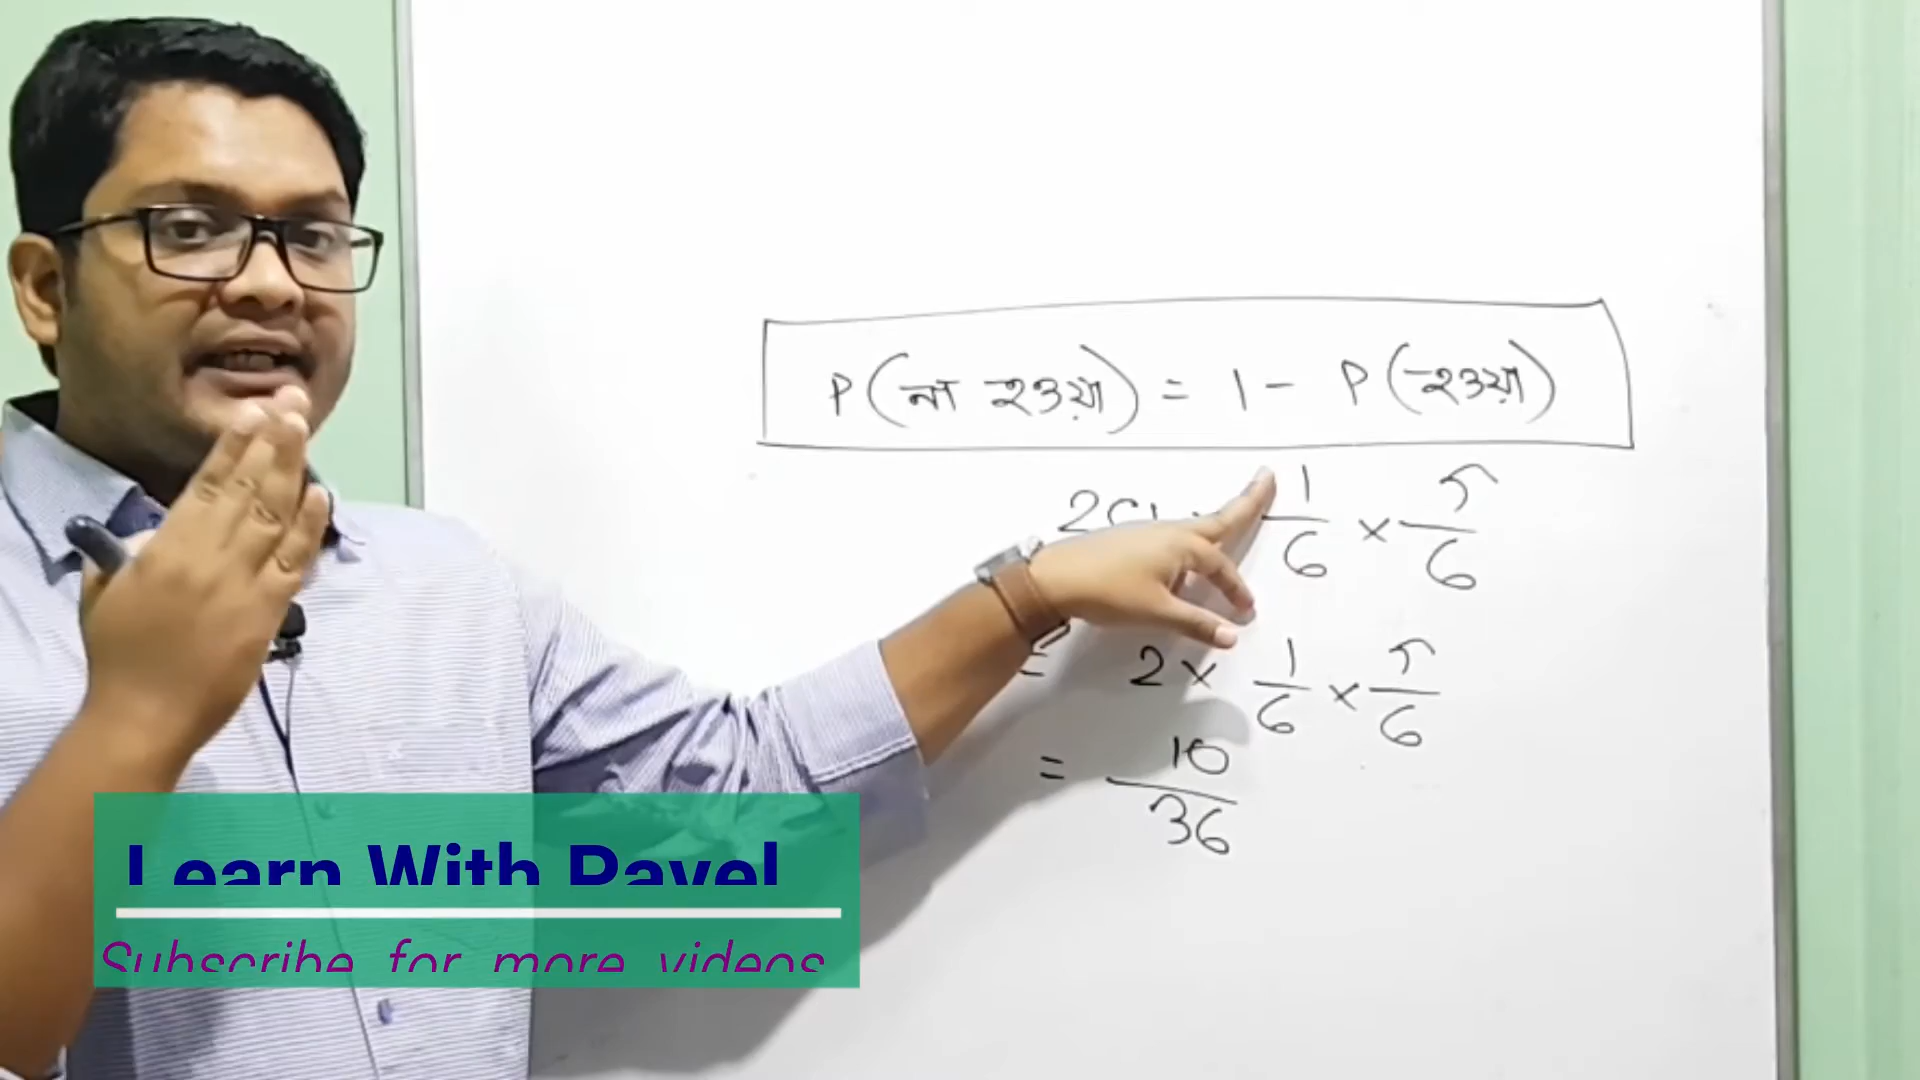 P(না হওয়া) = 1 - P(হওয়া)
2C1 × 1/6 × 5/6
= 2 × 1/6 × 5/6
= 10/36
Learn With Pavel
Subscribe for more videos